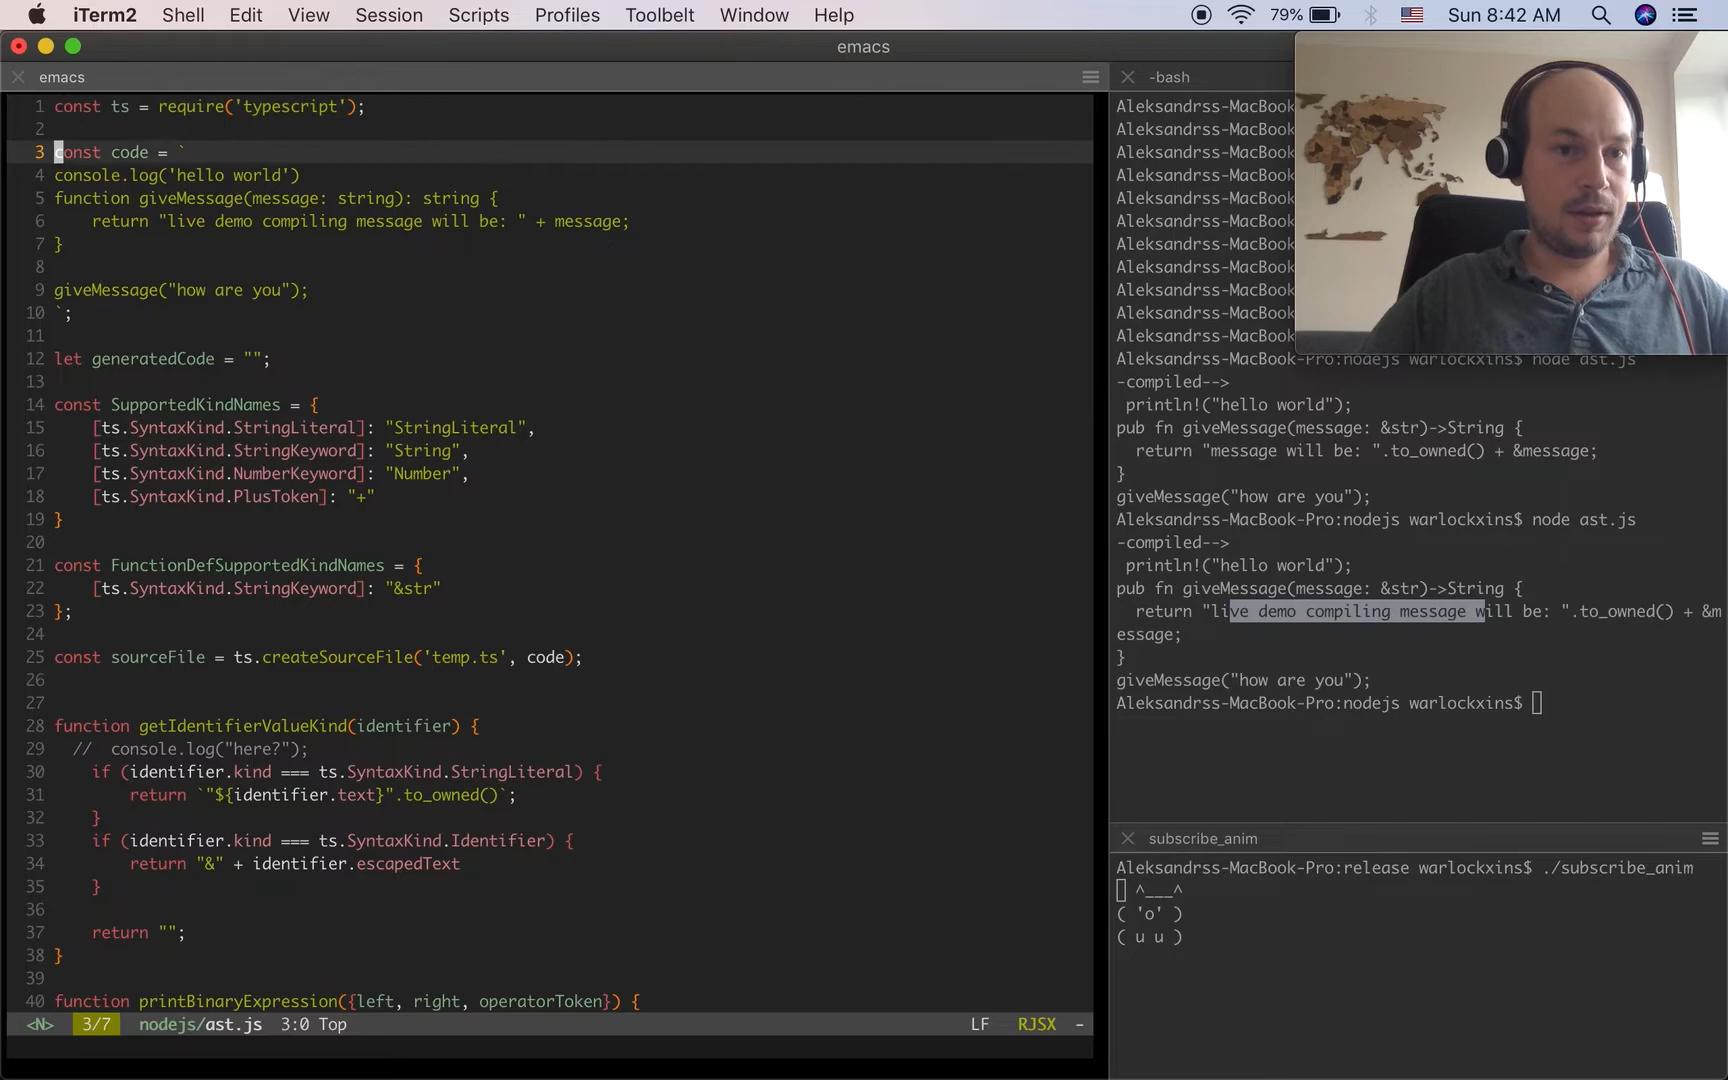 iTerm2 Shell Edit View Session Scripts Profiles Toolbelt Window Help 79% Sun 8:42 AM
emacs
emacs
1 const ts = require('typescript');
2
3 const code = `
4 console.log('hello world')
5 function giveMessage(message: string): string {
6     return "live demo compiling message will be: " + message;
7 }
8
9 giveMessage("how are you");
10 `;
11
12 let generatedCode = "";
13
14 const SupportedKindNames = {
15     [ts.SyntaxKind.StringLiteral]: "StringLiteral",
16     [ts.SyntaxKind.StringKeyword]: "String",
17     [ts.SyntaxKind.NumberKeyword]: "Number",
18     [ts.SyntaxKind.PlusToken]: "+"
19 }
20
21 const FunctionDefSupportedKindNames = {
22     [ts.SyntaxKind.StringKeyword]: "&str"
23 };
24
25 const sourceFile = ts.createSourceFile('temp.ts', code);
26
27
28 function getIdentifierValueKind(identifier) {
29   //  console.log("here?");
30     if (identifier.kind === ts.SyntaxKind.StringLiteral) {
31         return `"${identifier.text}".to_owned()`;
32     }
33     if (identifier.kind === ts.SyntaxKind.Identifier) {
34         return "&" + identifier.escapedText
35     }
36
37     return "";
38 }
39
40 function printBinaryExpression({left, right, operatorToken}) {
<N> 3/7 nodejs/ast.js 3:0 Top LF RJSX -
-bash
Aleksandrss-MacBook
Aleksandrss-MacBook
Aleksandrss-MacBook
Aleksandrss-MacBook
Aleksandrss-MacBook
Aleksandrss-MacBook
Aleksandrss-MacBook
Aleksandrss-MacBook
Aleksandrss-MacBook
Aleksandrss-MacBook
Aleksandrss-MacBook
Aleksandrss-MacBook-Pro:nodejs warlockxins$ node ast.js
-compiled-->
 println!("hello world");
pub fn giveMessage(message: &str)->String {
  return "message will be: ".to_owned() + &message;
}
giveMessage("how are you");
Aleksandrss-MacBook-Pro:nodejs warlockxins$ node ast.js
-compiled-->
 println!("hello world");
pub fn giveMessage(message: &str)->String {
  return "live demo compiling message will be: ".to_owned() + &m
essage;
}
giveMessage("how are you");
Aleksandrss-MacBook-Pro:nodejs warlockxins$
subscribe_anim
Aleksandrss-MacBook-Pro:release warlockxins$ ./subscribe_anim
^___^
( 'o' )
( u u )